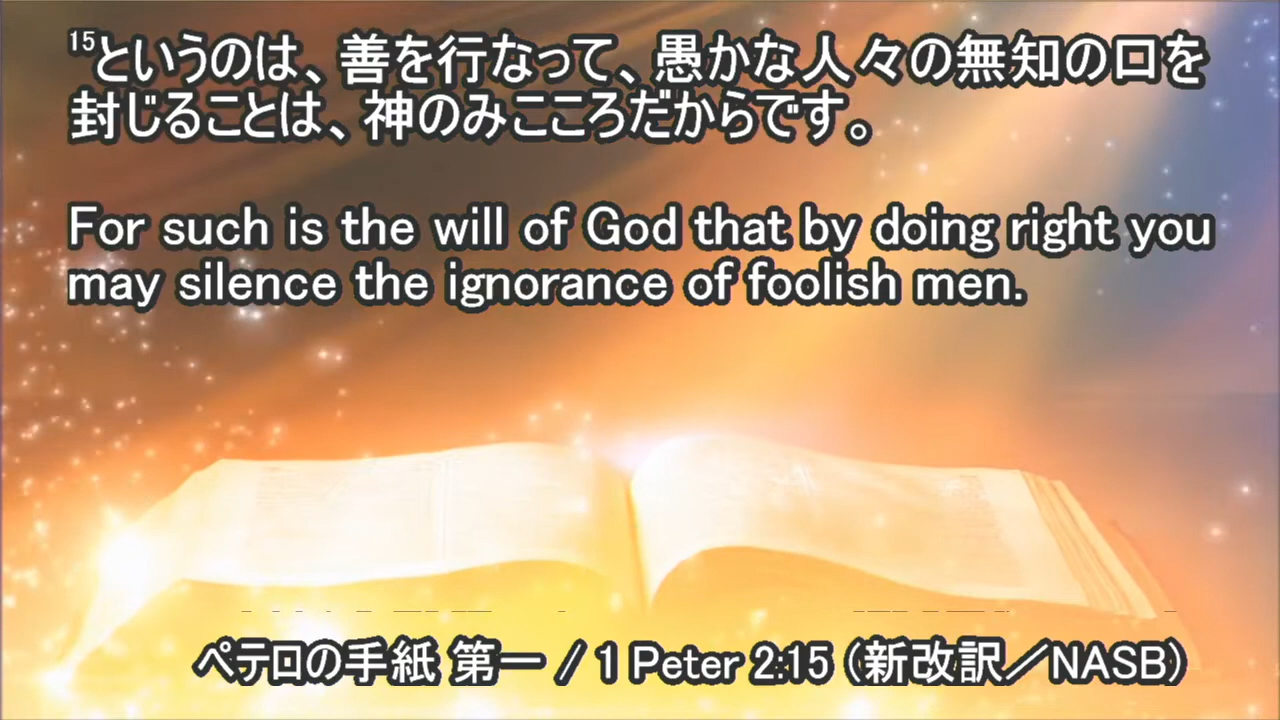 15というのは、善を行なって、愚かな人々の無知の口を
封じることは、神のみこころだからです。
For such is the will of God that by doing right you
may silence the ignorance of foolish men.
ペテロの手紙 第一 / 1 Peter 2:15 (新改訳／NASB)